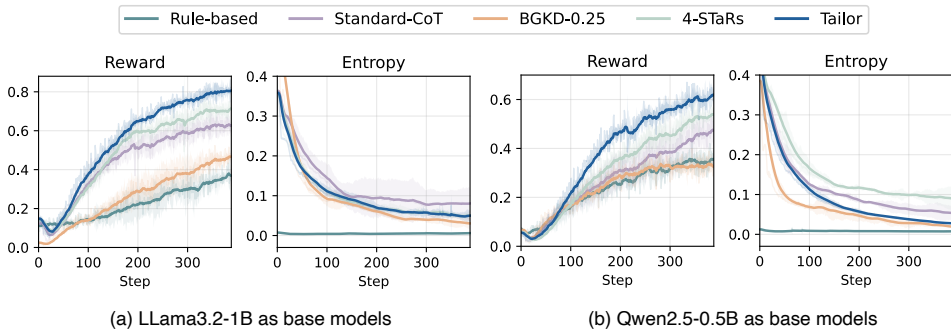 Rule-based Standard-CoT BGKD-0.25 4-STaRs Tailor
Reward Entropy Reward Entropy
0.8 0.6 0.4 0.2 0.0
0 100 200 300
Step
0.4 0.3 0.2 0.1 0.0
0 100 200 300
Step
0.6 0.4 0.2 0.0
0 100 200 300
Step
0.4 0.3 0.2 0.1 0.0
0 100 200 300
Step
(a) LLama3.2-1B as base models
(b) Qwen2.5-0.5B as base models